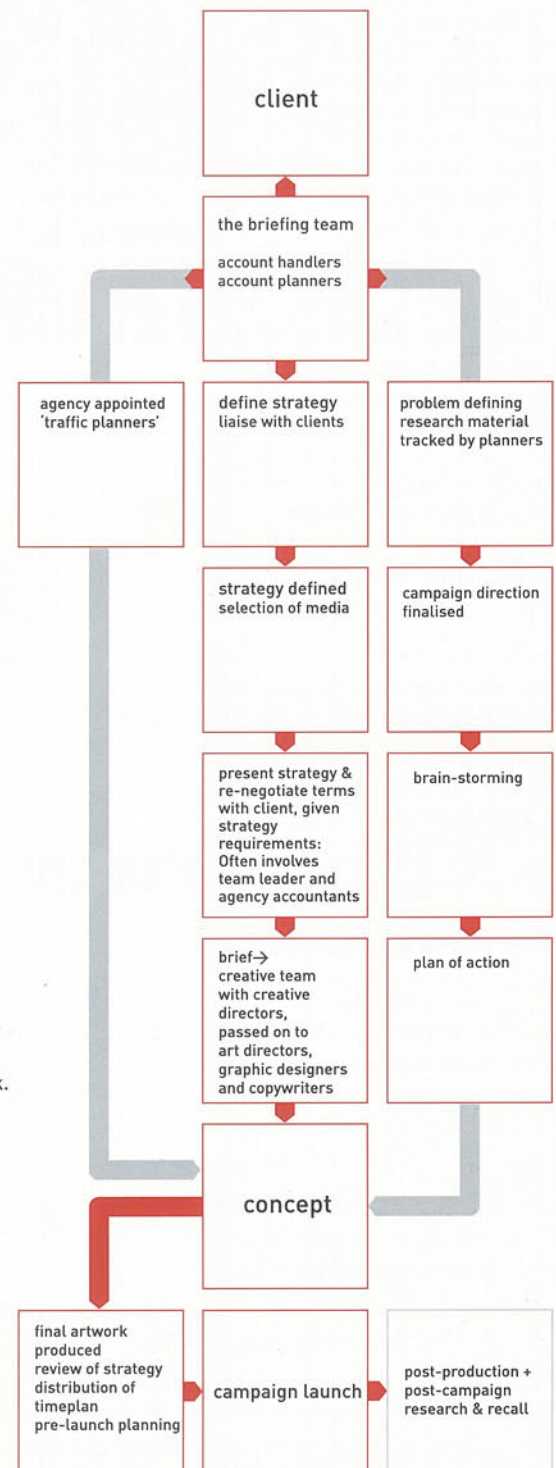 client
the briefing team
account handlers
account planners
agency appointed
'traffic planners'
define strategy
liaise with clients
problem defining
research material
tracked by planners
strategy defined
selection of media
campaign direction
finalised
present strategy &
re-negotiate terms
with client, given
strategy
requirements:
Often involves
team leader and
agency accountants
brain-storming
brief→
creative team
with creative
directors,
passed on to
art directors,
graphic designers
and copywriters
plan of action
k.
concept
final artwork
produced
review of strategy
distribution of
timeplan
pre-launch planning
campaign launch
post-production +
post-campaign
research & recall